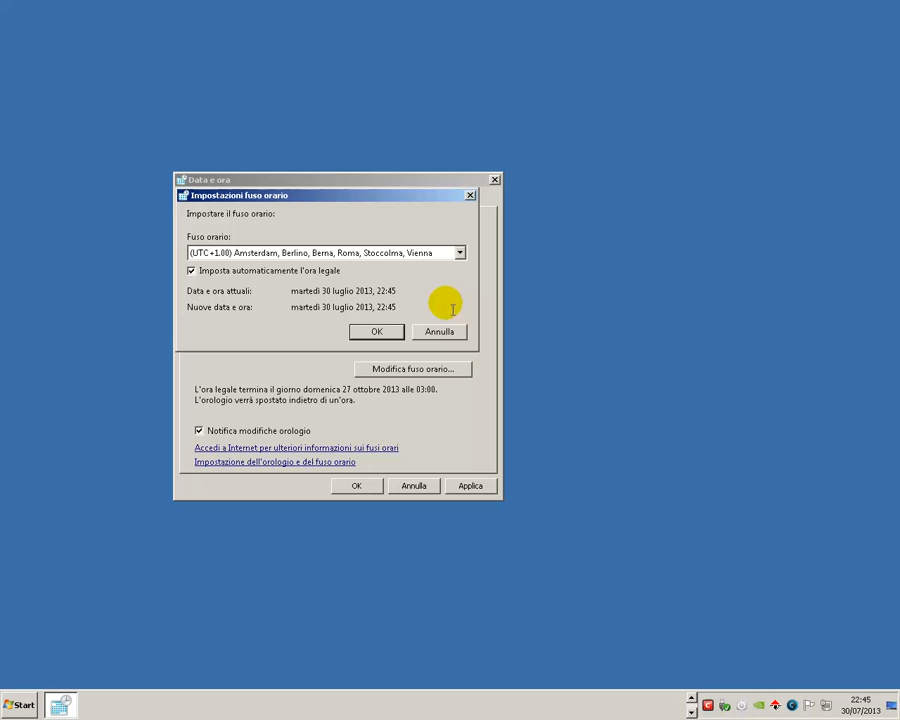 Data e ora
Impostazioni fuso orario
Impostare il fuso orario:
Fuso orario:
(UTC+1.00) Amsterdam, Berlino, Berna, Roma, Stoccolma, Vienna
Imposta automaticamente l'ora legale
Data e ora attuali: martedì 30 luglio 2013, 22:45
Nuove data e ora: martedì 30 luglio 2013, 22:45
OK Annulla
Modifica fuso orario...
L'ora legale termina il giorno domenica 27 ottobre 2013 alle 03:00.
L'orologio verrà spostato indietro di un'ora.
Notifica modifiche orologio
Accedi a Internet per ulteriori informazioni sui fusi orari
Impostazione dell'orologio e del fuso orario
OK Annulla Applica
Start
22:45
30/07/2013